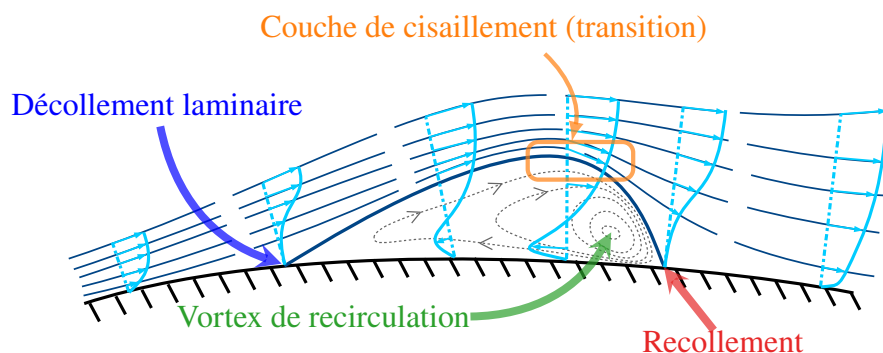 Couche de cisaillement (transition)
Décollement laminaire
Vortex de recirculation
Recollement